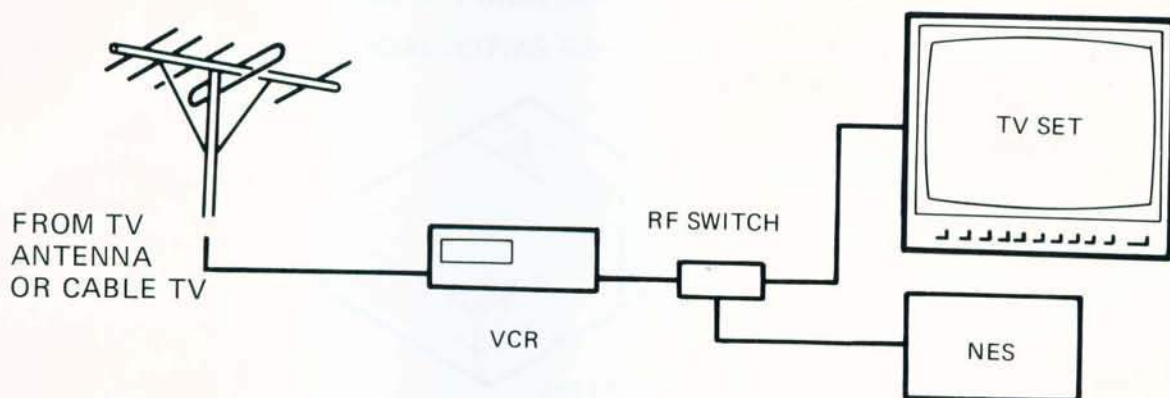 FROM TV
ANTENNA
OR CABLE TV
VCR
RF SWITCH
TV SET
NES